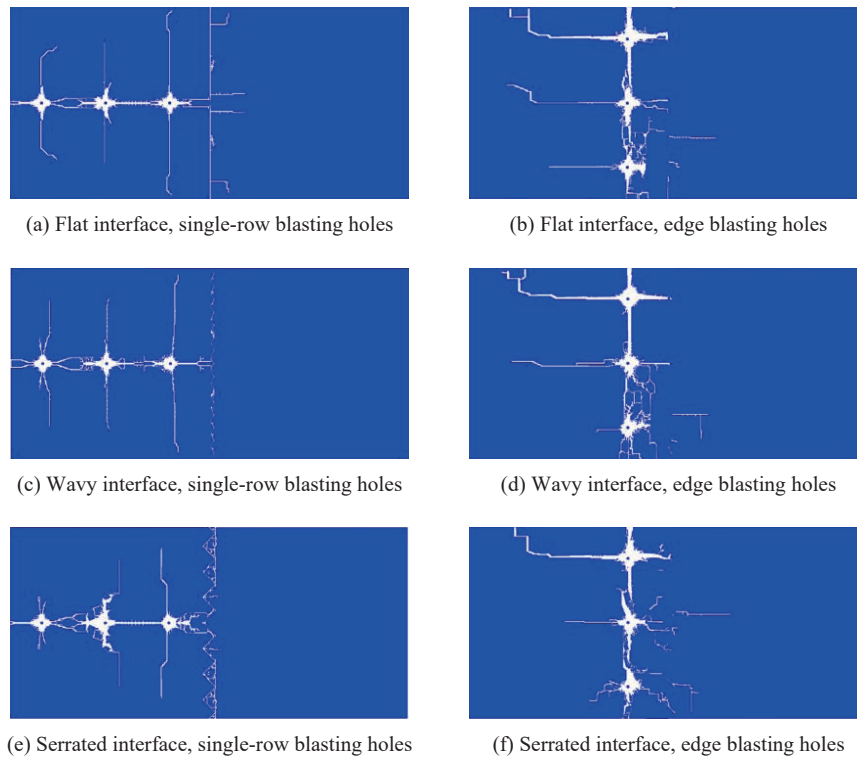 (a) Flat interface, single-row blasting holes
(b) Flat interface, edge blasting holes
(c) Wavy interface, single-row blasting holes
(d) Wavy interface, edge blasting holes
(e) Serrated interface, single-row blasting holes
(f) Serrated interface, edge blasting holes